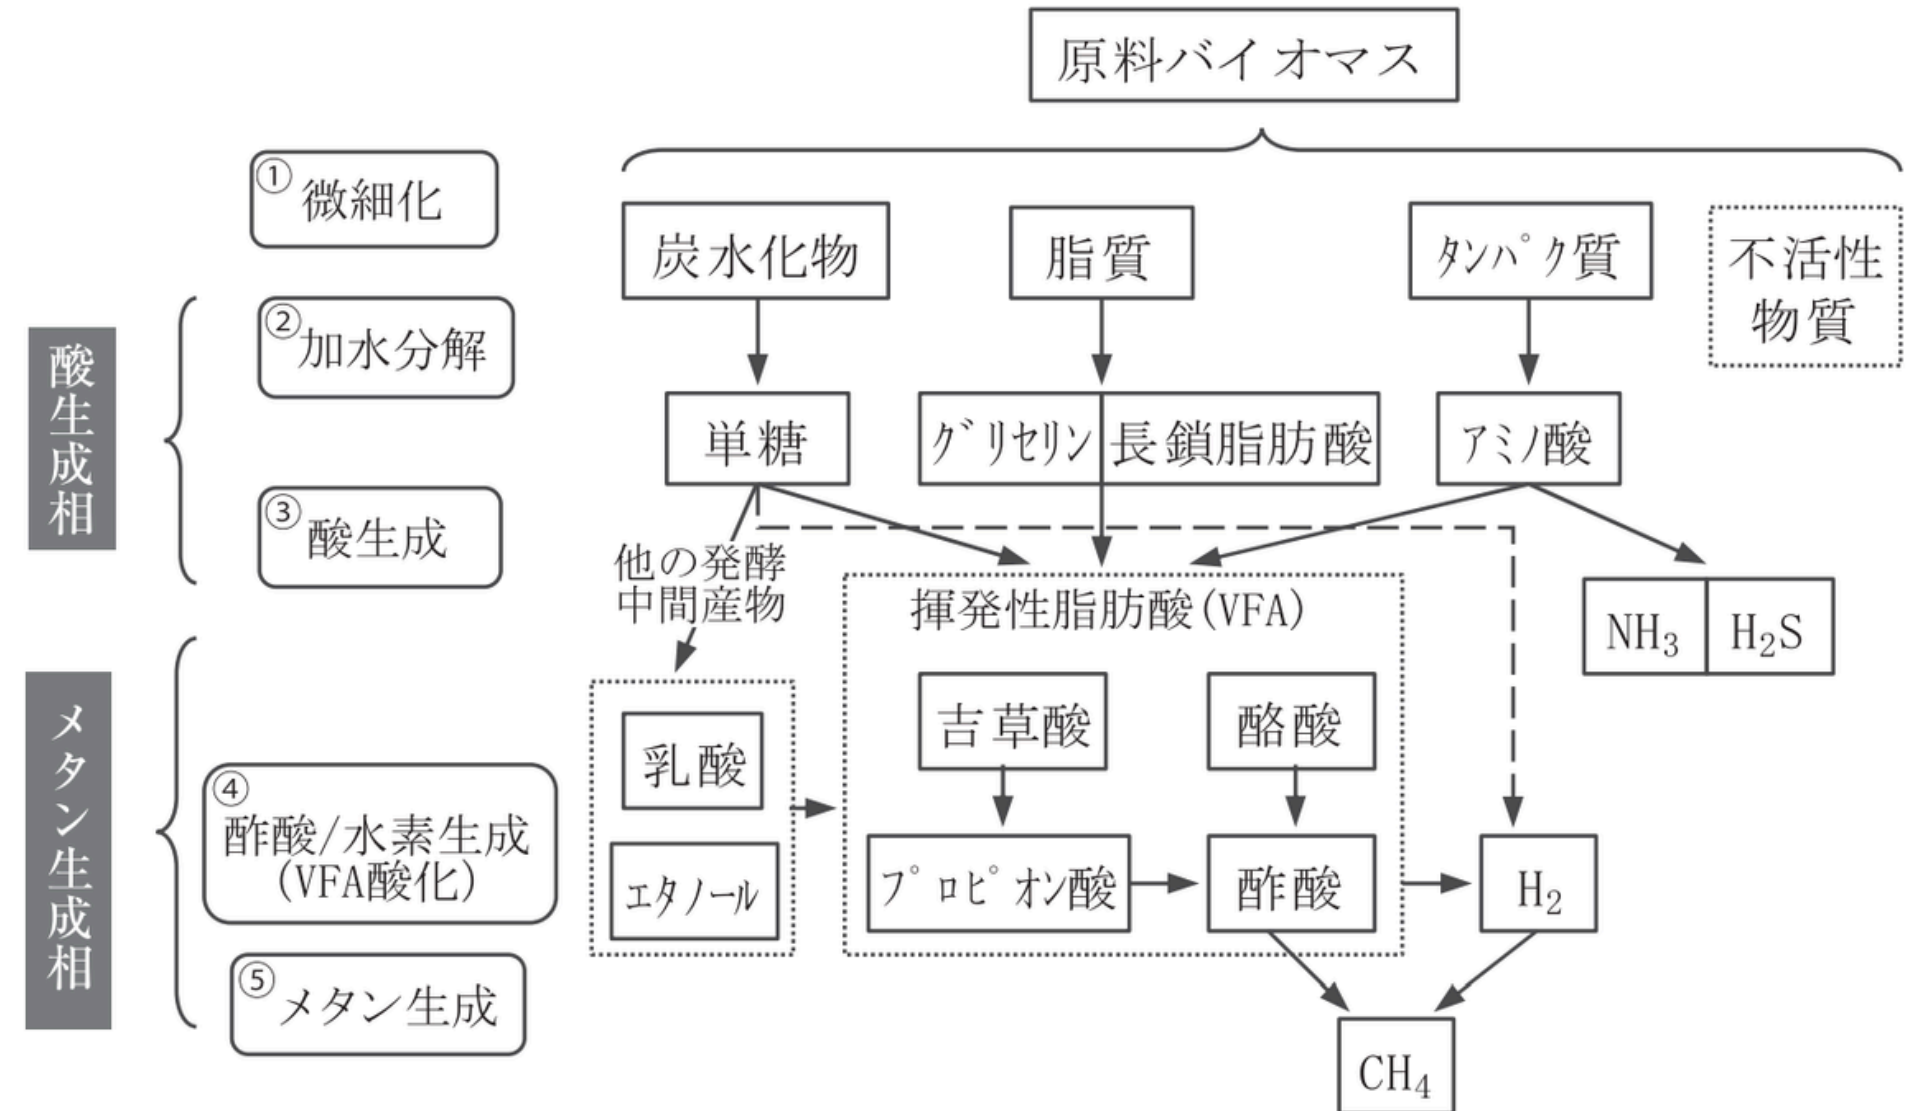 原料バイオマス
①
微細化
炭水化物
脂質
タンパク質
不活性
物質
酸生成相
②
加水分解
単糖
グリセリン
長鎖脂肪酸
アミノ酸
③
酸生成
他の発酵
中間産物
揮発性脂肪酸(VFA)
NH₃
H₂S
メタン生成相
乳酸
吉草酸
酪酸
④
酢酸/水素生成
(VFA酸化)
エタノール
プロピオン酸
酢酸
H₂
⑤
メタン生成
CH₄